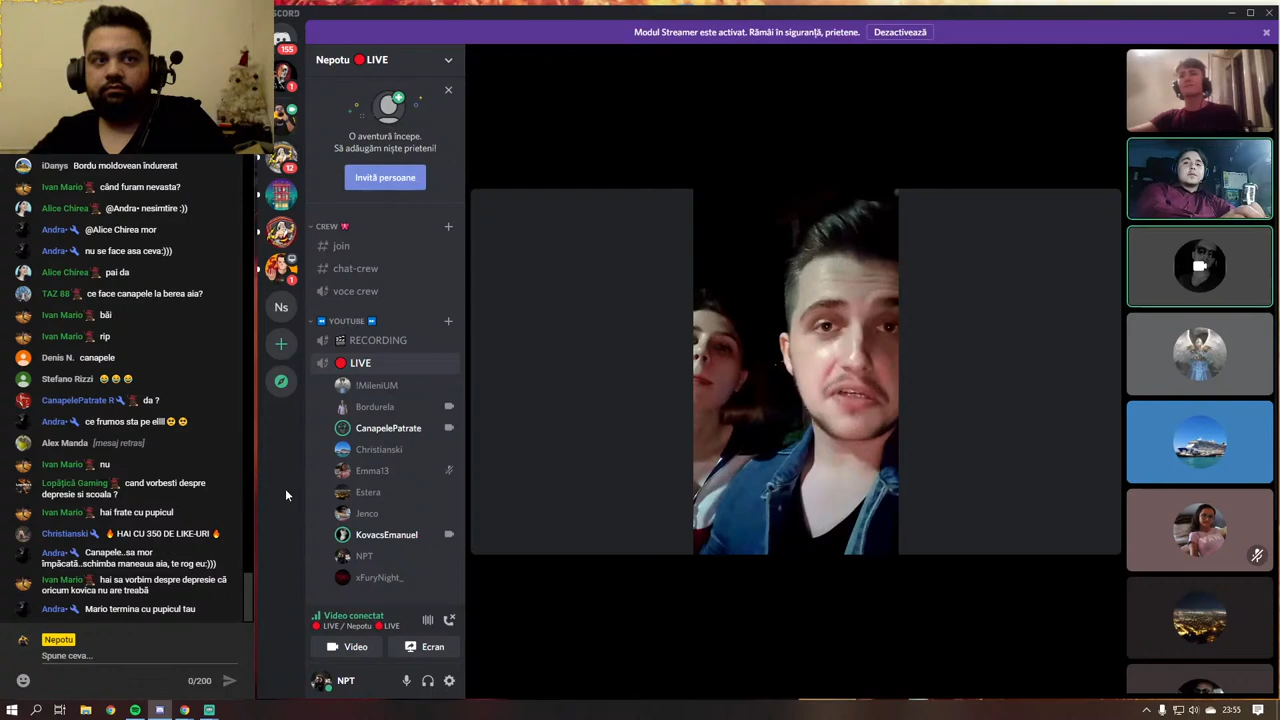 SCORD
Modul Streamer este activat. Rămâi în siguranță, prietene.
Dezactivează
155
1
12
1
Ns
Nepotu 🔴 LIVE
O aventură începe.
Să adăugăm niște prieteni!
Invită persoane
CREW
join
chat-crew
voce crew
YOUTUBE
RECORDING
LIVE
!MileniUM
Bordurela
CanapelePatrate
Christianski
Emma13
Estera
Jenco
KovacsEmanuel
NPT
xFuryNight_
Video conectat
🔴 LIVE / Nepotu 🔴 LIVE
Video
Ecran
NPT
iDanys Bordu moldovean îndurerat
Ivan Mario când furam nevasta?
Alice Chirea @Andra• nesimtire :))
Andra• @Alice Chirea mor
Andra• nu se face asa ceva:)))
Alice Chirea pai da
TAZ 88 ce face canapele la berea aia?
Ivan Mario băi
Ivan Mario rip
Denis N. canapele
Stefano Rizzi 😂 😂 😂
CanapelePatrate R da ?
Andra• ce frumos sta pe ellll 🥺 🥺
Alex Manda [mesaj retras]
Ivan Mario nu
Lopățică Gaming cand vorbesti despre
depresie si scoala ?
Ivan Mario hai frate cu pupicul
Christianski 🔥 HAI CU 350 DE LIKE-URI 🔥
Andra• Canapele..sa mor
împăcată..schimba maneaua aia, te rog eu:)))
Ivan Mario hai sa vorbim despre depresie că
oricum kovica nu are treabă
Andra• Mario termina cu pupicul tau
Nepotu
Spune ceva...
0/200
23:55